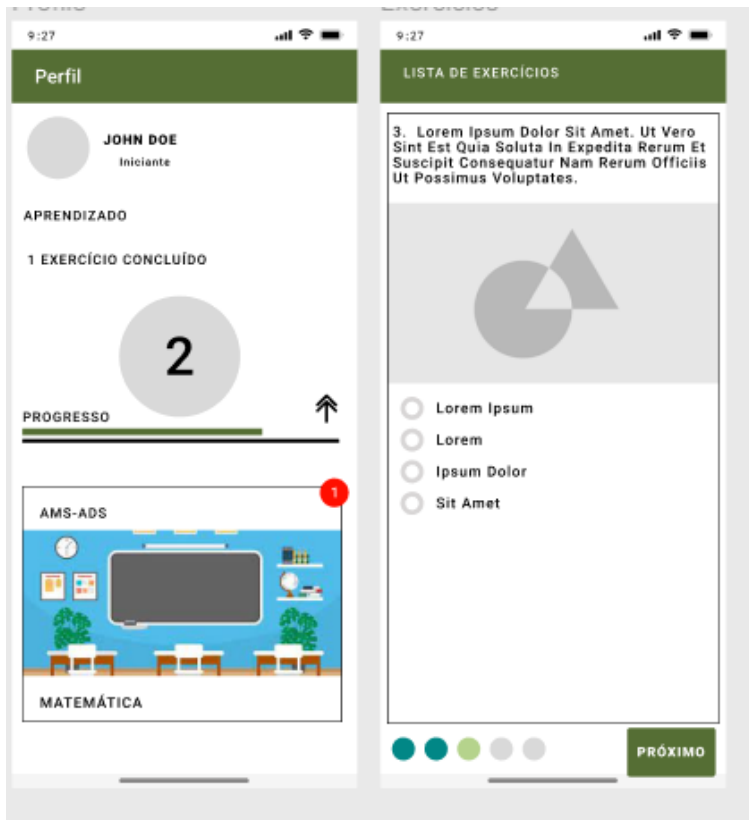 9:27
Perfil
JOHN DOE
Iniciante
APRENDIZADO
1 EXERCÍCIO CONCLUÍDO
2
PROGRESSO
1
AMS-ADS
MATEMÁTICA
9:27
LISTA DE EXERCÍCIOS
3. Lorem Ipsum Dolor Sit Amet. Ut Vero
Sint Est Quia Soluta In Expedita Rerum Et
Suscipit Consequatur Nam Rerum Officiis
Ut Possimus Voluptates.
Lorem Ipsum
Lorem
Ipsum Dolor
Sit Amet
PRÓXIMO